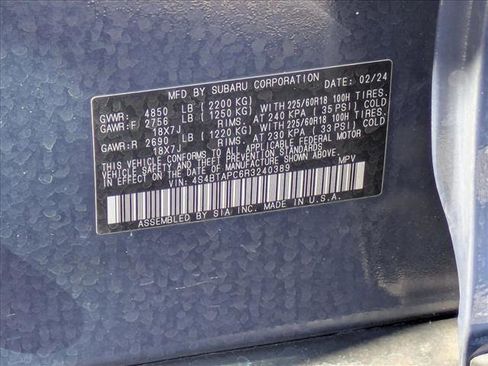 MFD BY SUBARU CORPORATION DATE: 02/24
GWVR: 4850 LB (2200 KG)
GAWR:F/ 2756 LB (1250 KG) WITH 225/60R18 100H TIRES.
18X7J RIMS. AT 240 KPA (35 PSI) COLD
GAWR:R 2690 LB (1220 KG) WITH 225/60R18 100H TIRES.
18X7J RIMS. AT 230 KPA (33 PSI) COLD
THIS VEHICLE CONFORMS TO ALL APPLICABLE FEDERAL MOTOR
VEHICLE SAFETY AND THEFT PREVENTION STANDARDS
IN EFFECT ON THE DATE OF MANUFACTURE SHOWN ABOVE.
VIN: 4S4BTAPC6R3240389 MPV
ASSEMBLED BY SIA INC. MADE IN U.S.A.